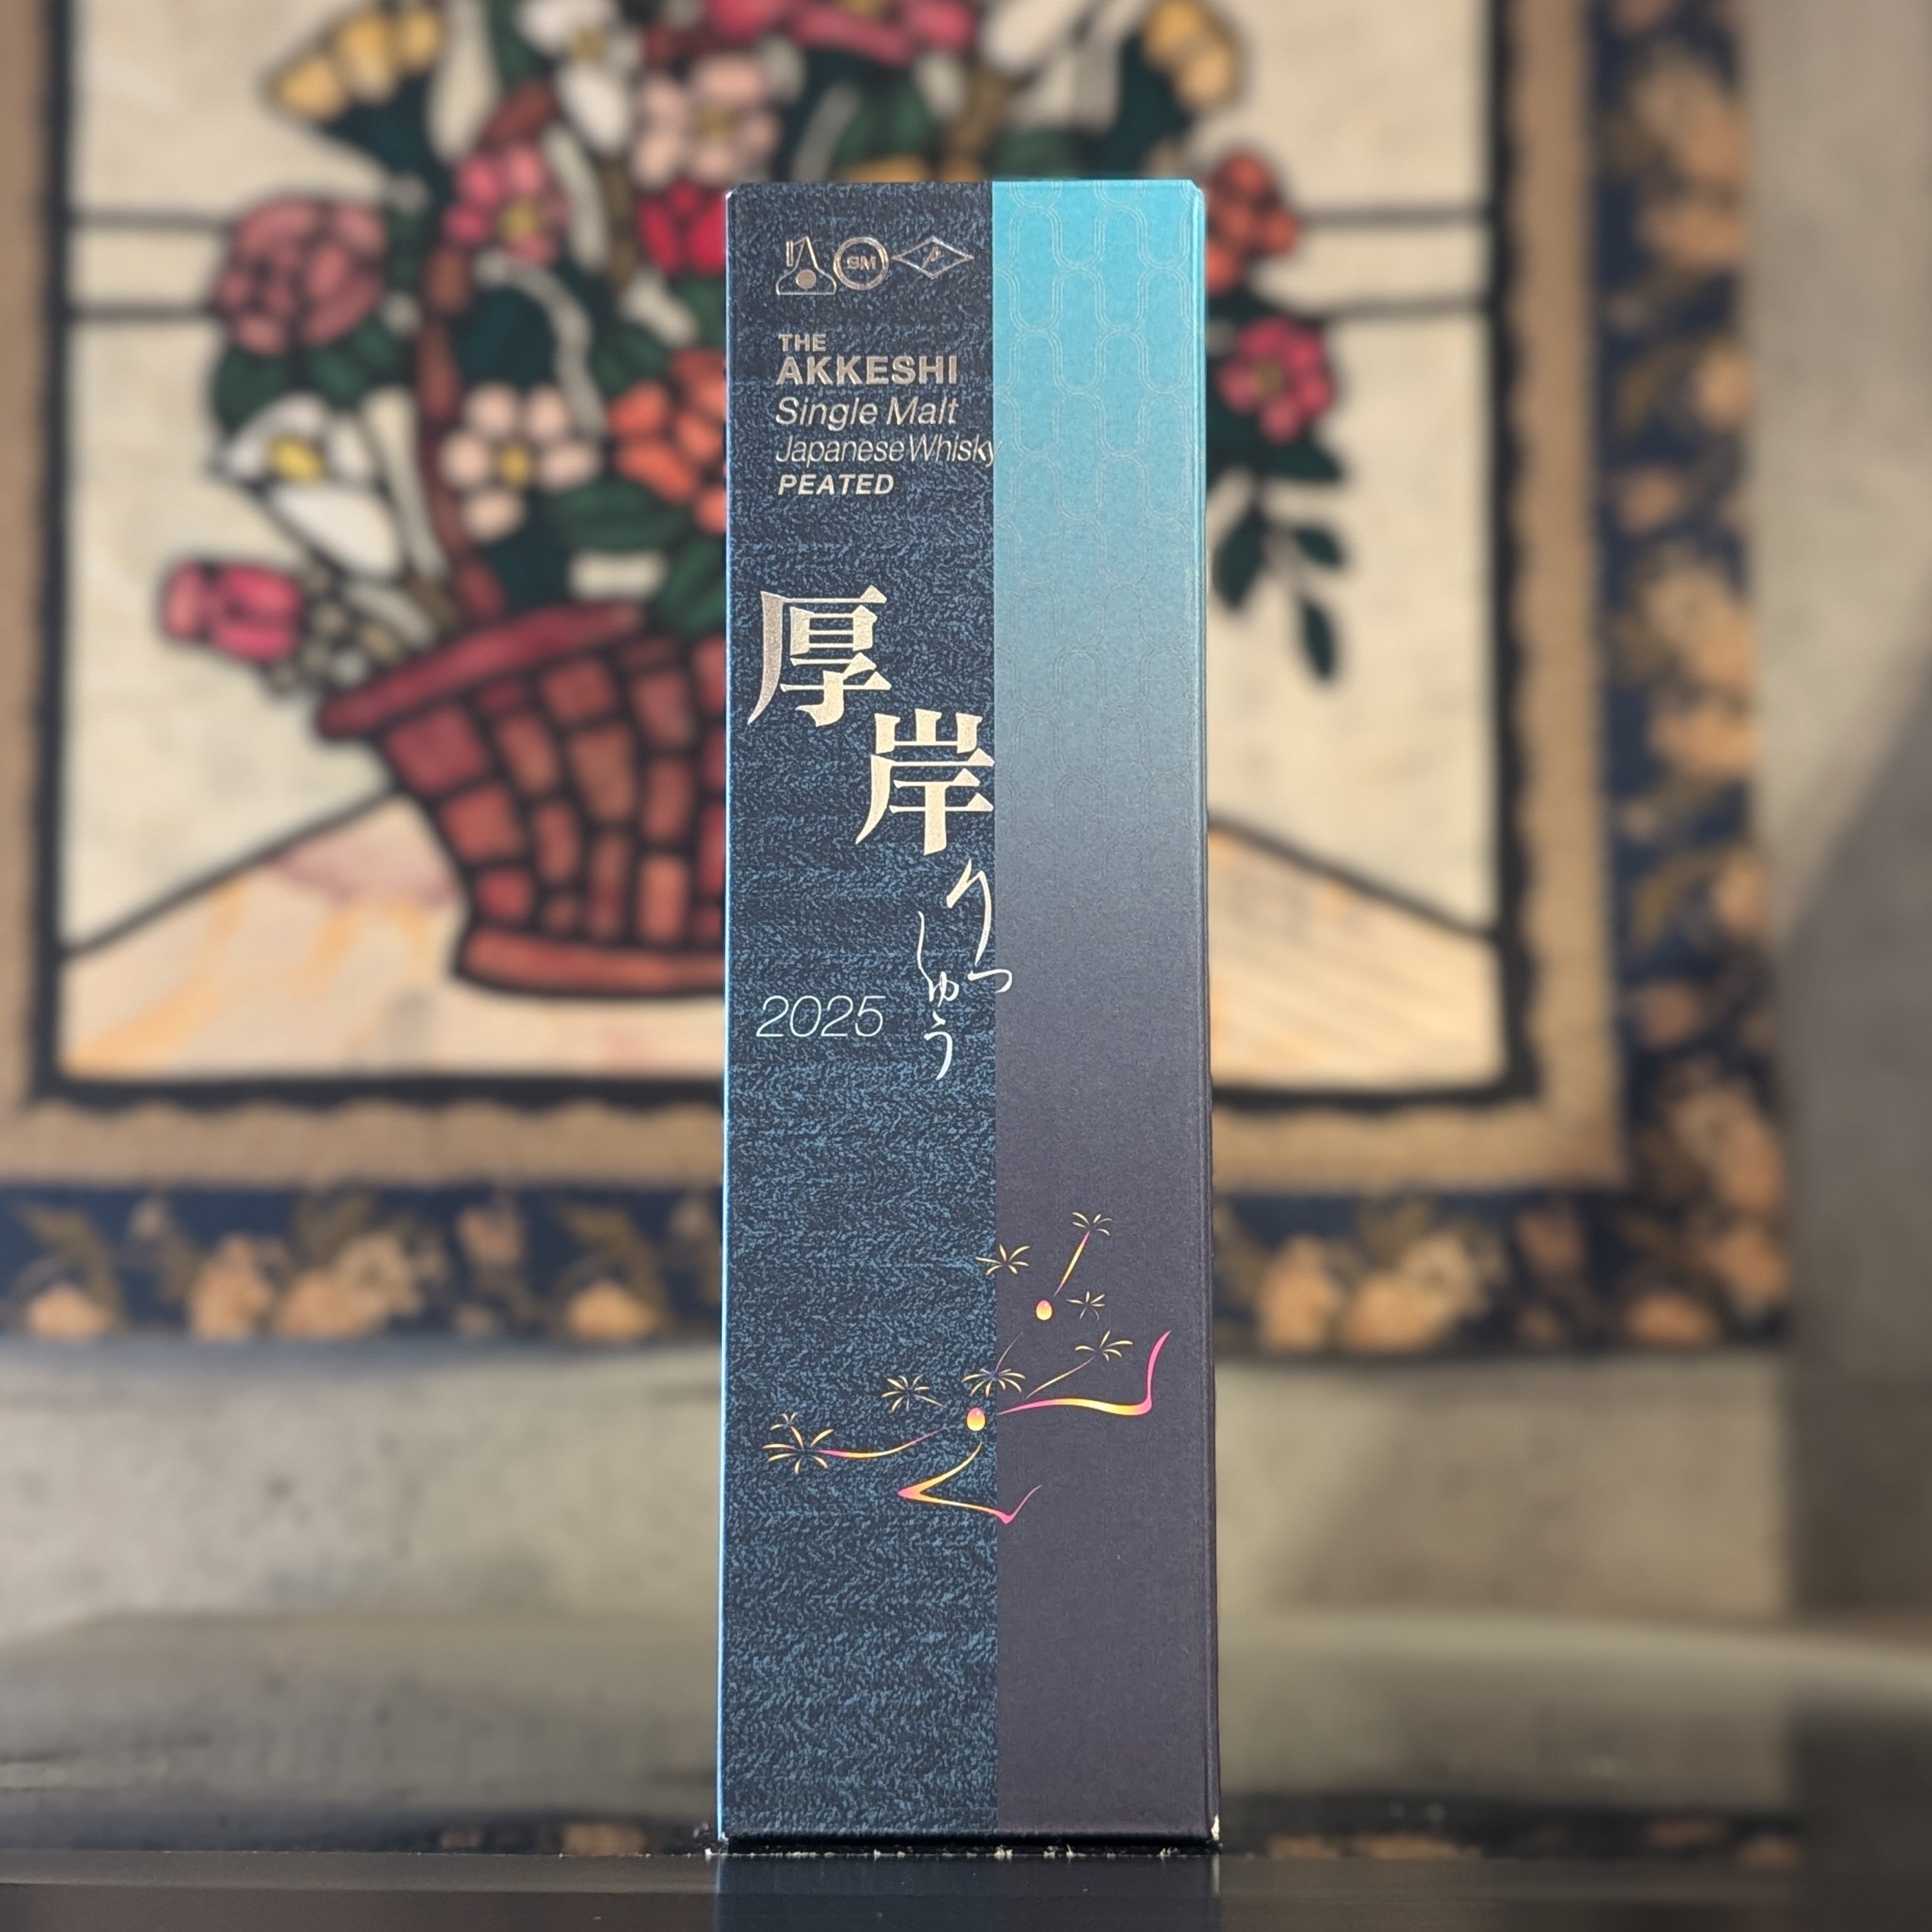 SM
THE
AKKESHI
Single Malt
Japanese Whisky
PEATED
厚岸
りっしゅう
2025